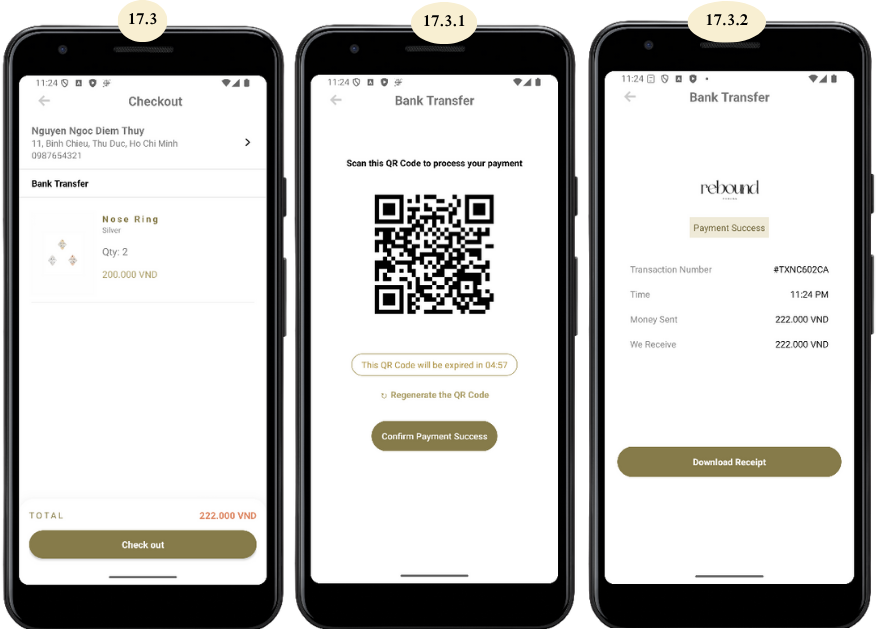 17.3
11:24
Checkout
Nguyen Ngoc Diem Thuy
11, Binh Chieu, Thu Duc, Ho Chi Minh
0987654321
Bank Transfer
Nose Ring
Silver
Qty: 2
200.000 VND
TOTAL 222.000 VND
Check out
17.3.1
11:24
Bank Transfer
Scan this QR Code to process your payment
This QR Code will be expired in 04:57
Regenerate the QR Code
Confirm Payment Success
17.3.2
11:24
Bank Transfer
rebound
Payment Success
Transaction Number #TXNC602CA
Time 11:24 PM
Money Sent 222.000 VND
We Receive 222.000 VND
Download Receipt